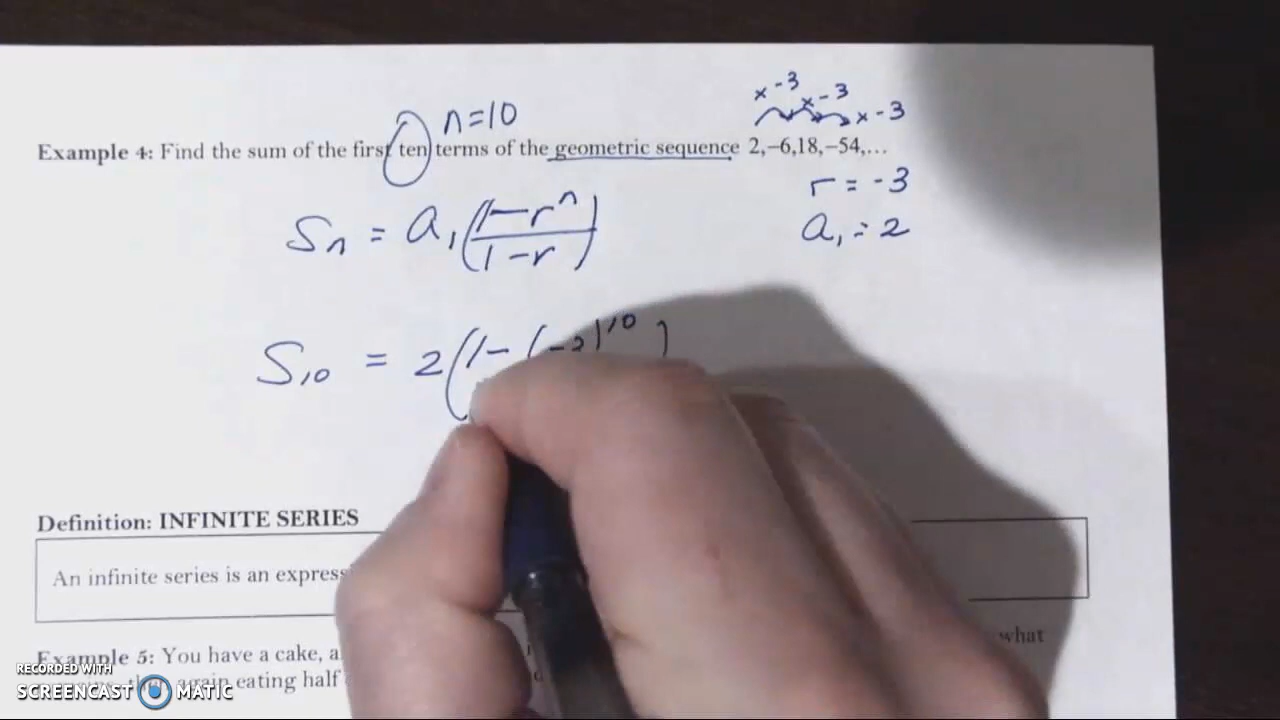 x -3 x -3
n=10 x -3
Example 4: Find the sum of the first ten terms of the geometric sequence 2,−6,18,−54,…
r = -3
Sn = a1 (1-r^n / 1-r) a1 = 2
S10 = 2 (1- (-3)^10 )
Definition: INFINITE SERIES
An infinite series is an
what
Example 5: You have a cake,
again eating half
RECORDED WITH
SCREENCAST MATIC